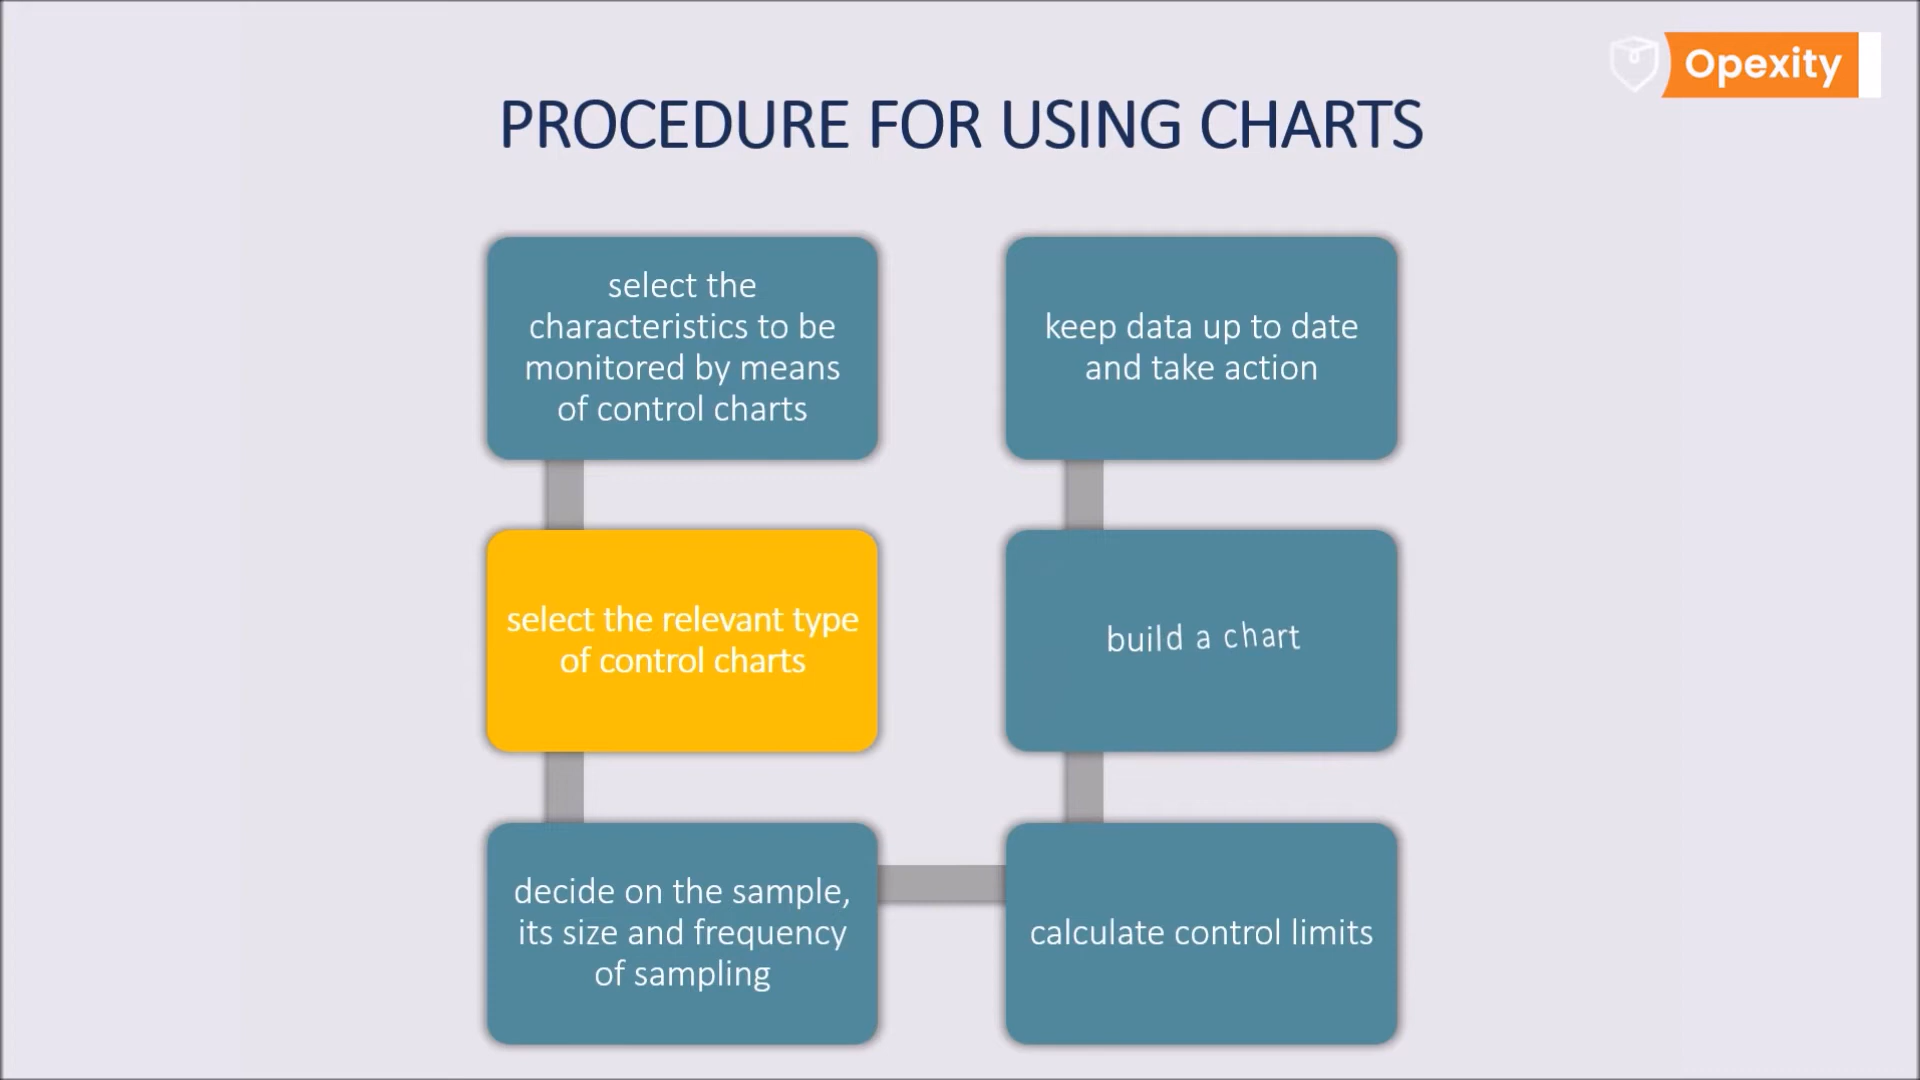 Opexity
PROCEDURE FOR USING CHARTS
select the
characteristics to be
monitored by means
of control charts
select the relevant type
of control charts
decide on the sample,
its size and frequency
of sampling
calculate control limits
build a chart
keep data up to date
and take action